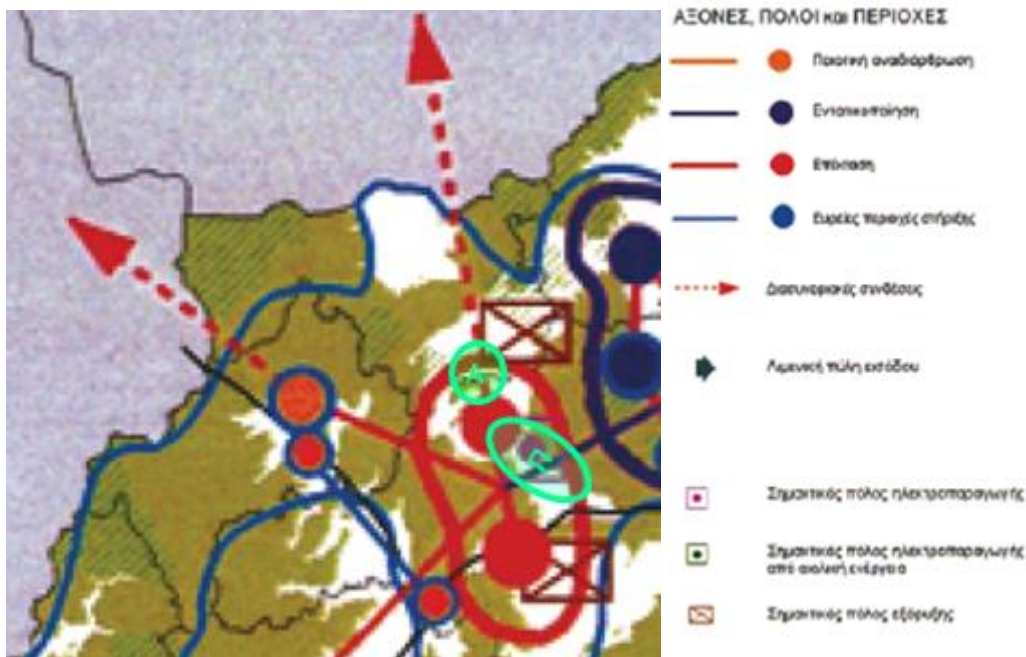 ΑΞΟΝΕΣ, ΠΟΛΟΙ και ΠΕΡΙΟΧΕΣ
Ποιοτική αναδιάρθρωση
Εντατικοποίηση
Επέκταση
Ευρείες περιοχές στήριξης
Διασυνοριακές συνθέσεις
Λιμενική πύλη εισόδου
Σημαντικός πόλος ηλεκτροπαραγωγής
Σημαντικός πόλος ηλεκτροπαραγωγής
από αιολική ενέργεια
Σημαντικός πόλος εξόρυξης